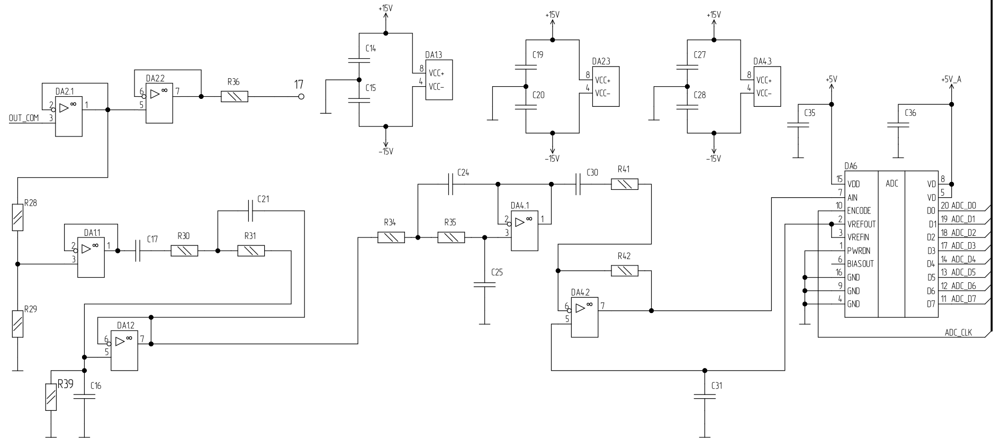 +15V
C14
C15
DA1.3
8 VCC+
4 VCC-
-15V
+15V
C19
C20
DA2.3
8 VCC+
4 VCC-
-15V
+15V
C27
C28
DA4.3
8 VCC+
4 VCC-
-15V
OUT_COM
DA2.1
2
3
1
∞
DA2.2
6
5
7
∞
R36
17
R28
R29
DA1.1
2
3
1
∞
C17
R30
R31
C21
DA1.2
6
5
7
∞
R39
C16
R34
R35
C24
C25
DA4.1
2
3
1
∞
C30
R41
R42
DA4.2
6
5
7
∞
C31
+5V
C35
+5V_A
C36
DA6
ADC
15 VDD
7 AIN
10 ENCODE
2 VREFOUT
3 VREFIN
1 PWRDN
6 BIASOUT
16 GND
9 GND
4 GND
VD 8
VD 5
D0 20 ADC_D0
D1 19 ADC_D1
D2 18 ADC_D2
D3 17 ADC_D3
D4 14 ADC_D4
D5 13 ADC_D5
D6 12 ADC_D6
D7 11 ADC_D7
ADC_CLK